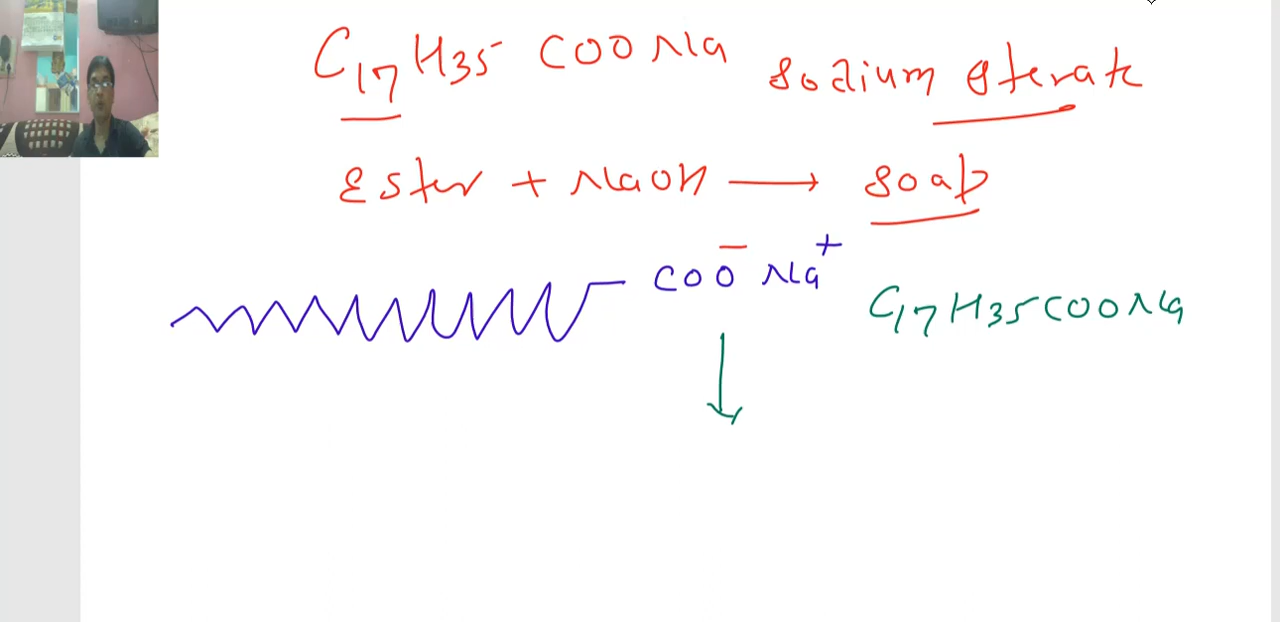 C17H35 COONa sodium sterate
Ester + NaOH → soap
COO⁻ Na⁺ C17H35COONa